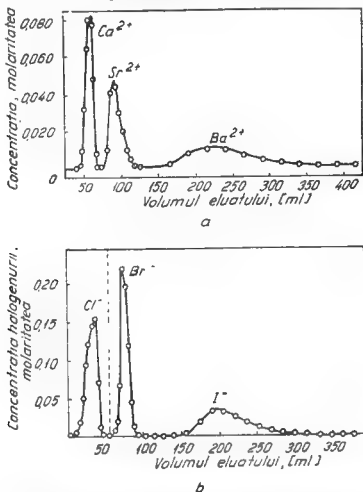 Concentrația, molaritatea
0,080
0,060
0,040
0,020
0
Ca2+
Sr2+
Ba2+
50 100 150 200 250 300 350 400
Volumul eluatului, [ml]
a
Concentrația halogenurii,
molaritatea
0,20
0,15
0,10
0,05
Cl-
Br-
I-
50 100 150 200 250 300 350
Volumul eluatului, [ml]
b